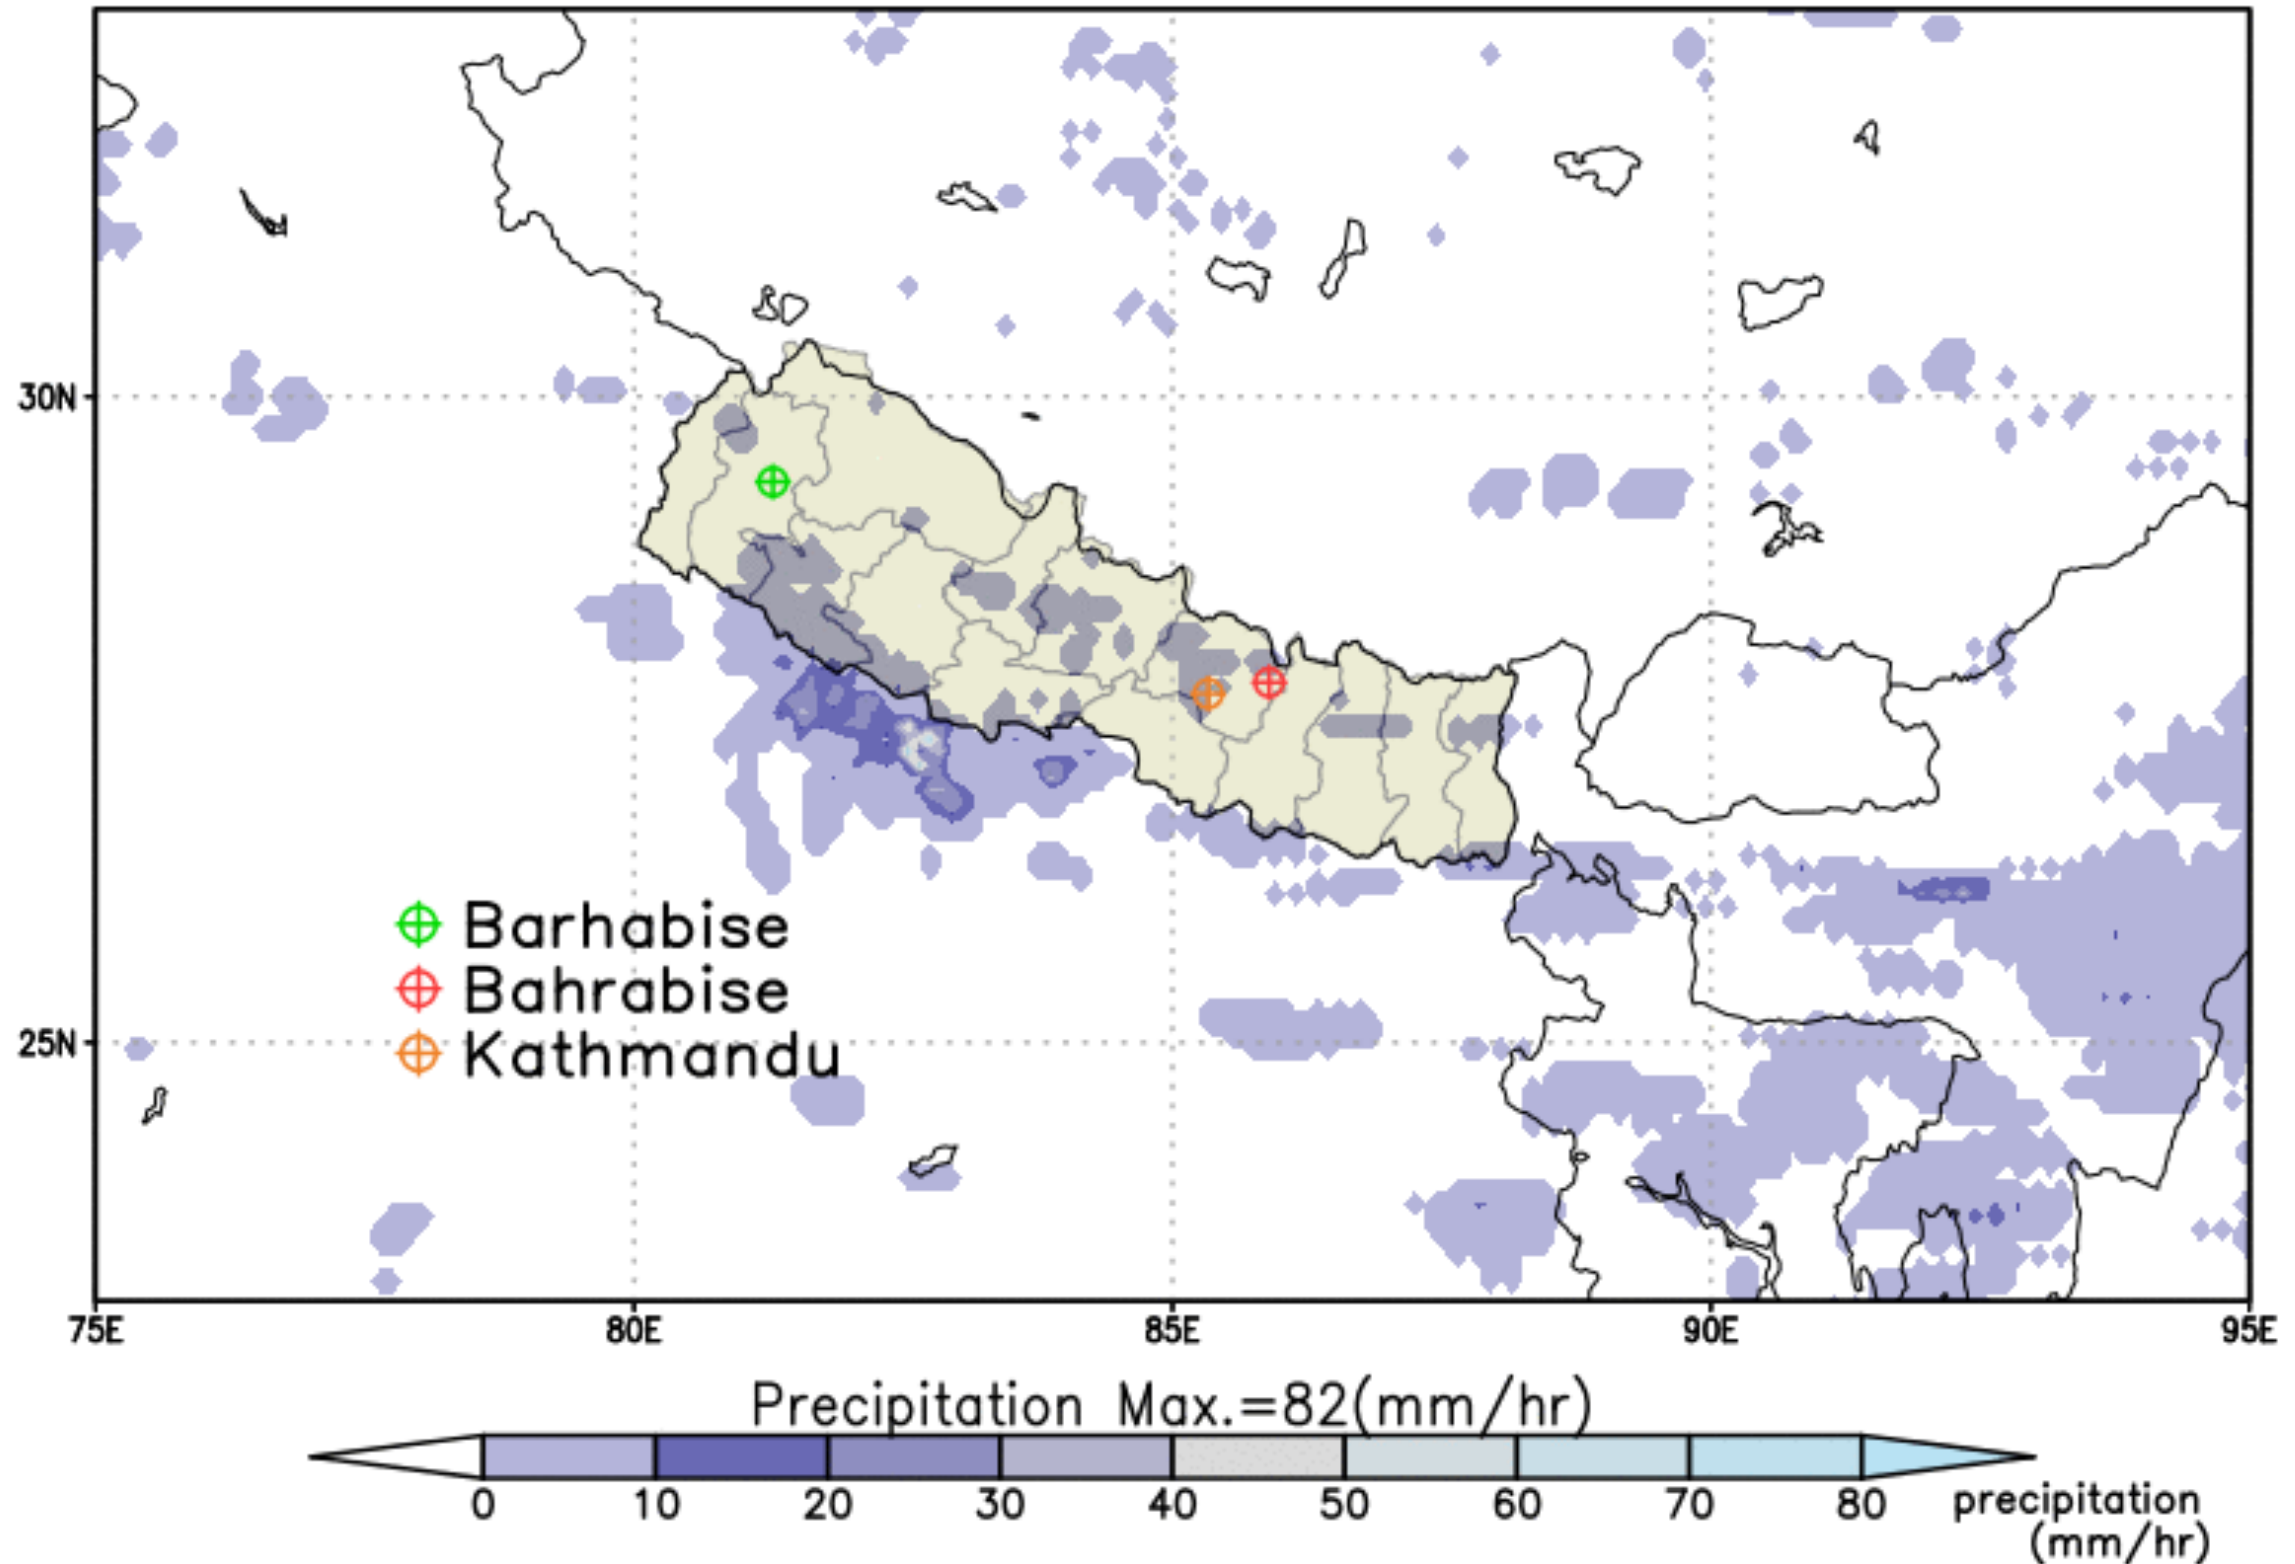 30N
Barhabise
Bahrabise
25N
Kathmandu
75E 80E 85E 90E 95E
Precipitation Max.=82(mm/hr)
0 10 20 30 40 50 60 70 80 precipitation
(mm/hr)